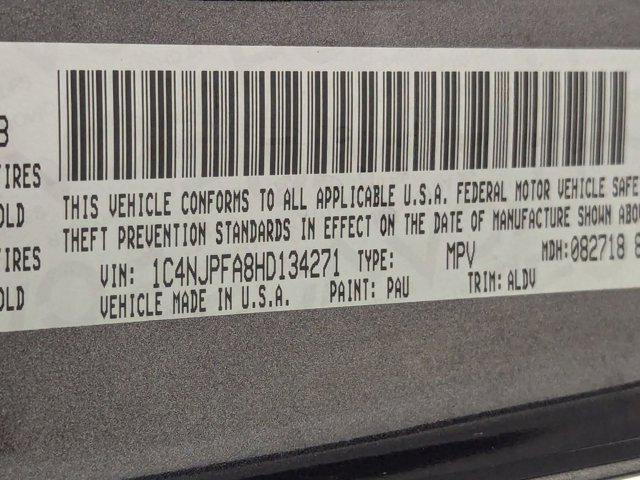 3
TIRES
OLD
TIRES
OLD
THIS VEHICLE CONFORMS TO ALL APPLICABLE U.S.A. FEDERAL MOTOR VEHICLE SAFE
THEFT PREVENTION STANDARDS IN EFFECT ON THE DATE OF MANUFACTURE SHOWN ABO
VIN: 1C4NJPFA8HD134271 TYPE: MPV MDH:082718 8
VEHICLE MADE IN U.S.A. PAINT: PAU TRIM: ALDV